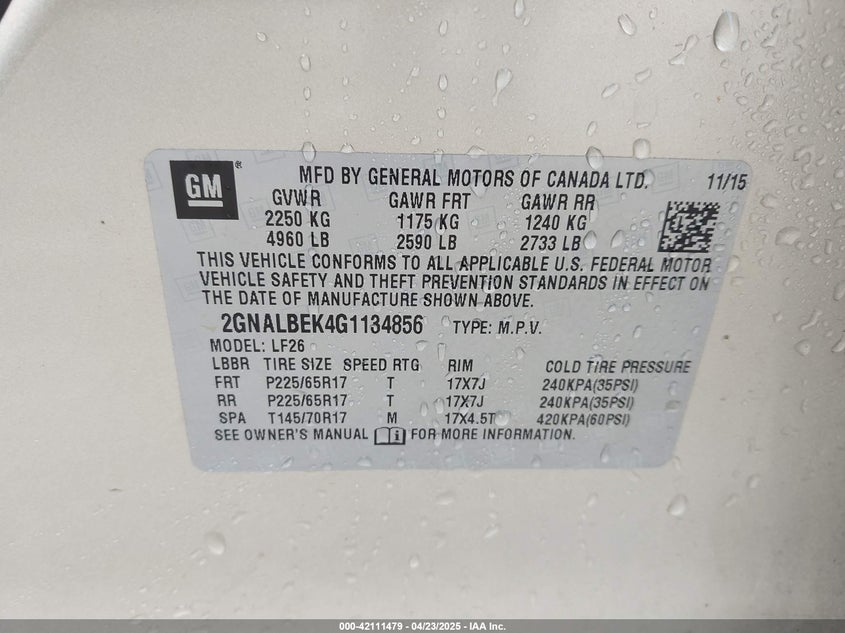 GM®
MFD BY GENERAL MOTORS OF CANADA LTD. 11/15
GVWR GAWR FRT GAWR RR
2250 KG 1175 KG 1240 KG
4960 LB 2590 LB 2733 LB
THIS VEHICLE CONFORMS TO ALL APPLICABLE U.S. FEDERAL MOTOR
VEHICLE SAFETY AND THEFT PREVENTION STANDARDS IN EFFECT ON
THE DATE OF MANUFACTURE SHOWN ABOVE.
2GNALBEK4G1134856 TYPE: M.P.V.
MODEL: LF26
LBBR TIRE SIZE SPEED RTG RIM COLD TIRE PRESSURE
FRT P225/65R17 T 17X7J 240KPA(35PSI)
RR P225/65R17 T 17X7J 240KPA(35PSI)
SPA T145/70R17 M 17X4.5T 420KPA(60PSI)
SEE OWNER'S MANUAL i FOR MORE INFORMATION.
000-42111479 - 04/23/2025 - IAA Inc.